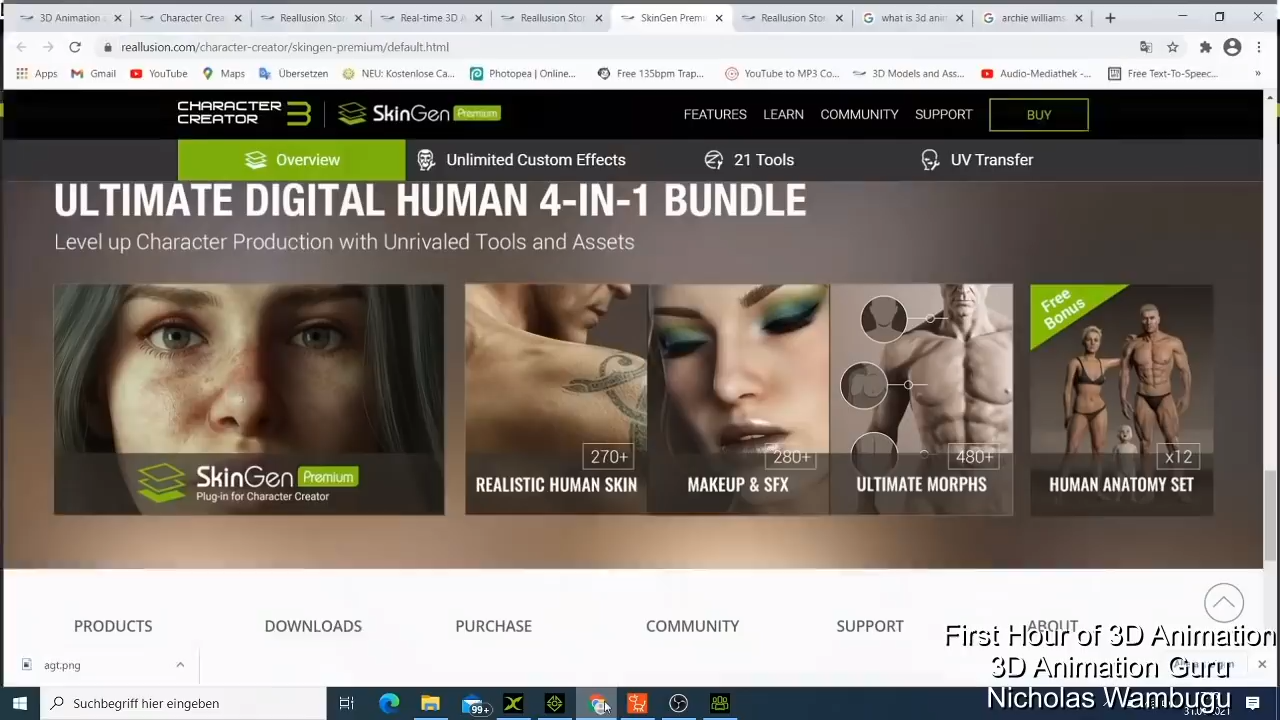 3D Animation a
Character Crea
Reallusion Stor
Real-time 3D A
Reallusion Stor
SkinGen Premi
Reallusion Stor
what is 3d anin
archie williams
reallusion.com/character-creator/skingen-premium/default.html
Apps
Gmail
YouTube
Maps
Übersetzen
NEU: Kostenlose Ca...
Photopea | Online...
Free 135bpm Trap...
YouTube to MP3 Co...
3D Models and Ass...
Audio-Mediathek -...
Free Text-To-Speec...
»
CHARACTER CREATOR 3
SkinGen Premium
FEATURES
LEARN
COMMUNITY
SUPPORT
BUY
Overview
Unlimited Custom Effects
21 Tools
UV Transfer
ULTIMATE DIGITAL HUMAN 4-IN-1 BUNDLE
Level up Character Production with Unrivaled Tools and Assets
SkinGen Premium
Plug-in for Character Creator
270+
REALISTIC HUMAN SKIN
280+
MAKEUP & SFX
480+
ULTIMATE MORPHS
Free
Bonus
x12
HUMAN ANATOMY SET
PRODUCTS
DOWNLOADS
PURCHASE
COMMUNITY
SUPPORT
ABOUT
First Hour of 3D Animation
3D Animation Guru
Nicholas Wambugu
agt.png
Zur Suche Suchbegriff hier eingeben
99+